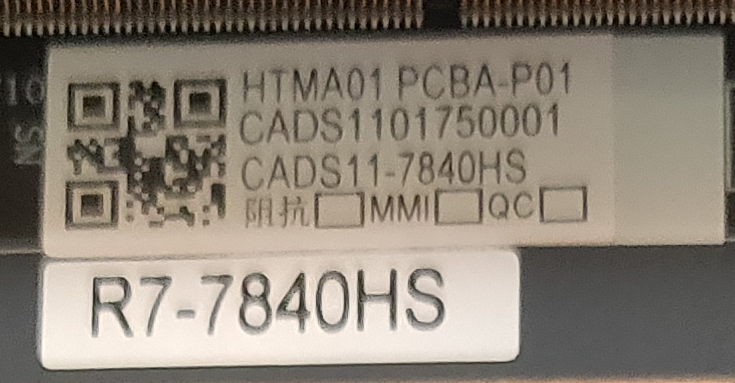 HTMA01 PCBA-P01
CADS1101750001
CADS11-7840HS
阻抗 MMI QC
R7-7840HS